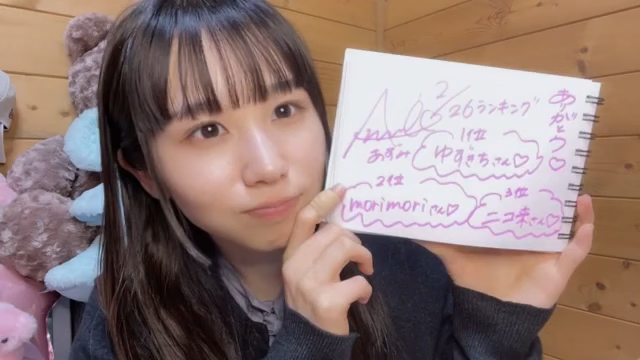 2/26ランキング
ありがとう♡
あずみ
1位
ゆずきちさん♡
2位
morimoriさん♡
3位
ニコ来さん♡